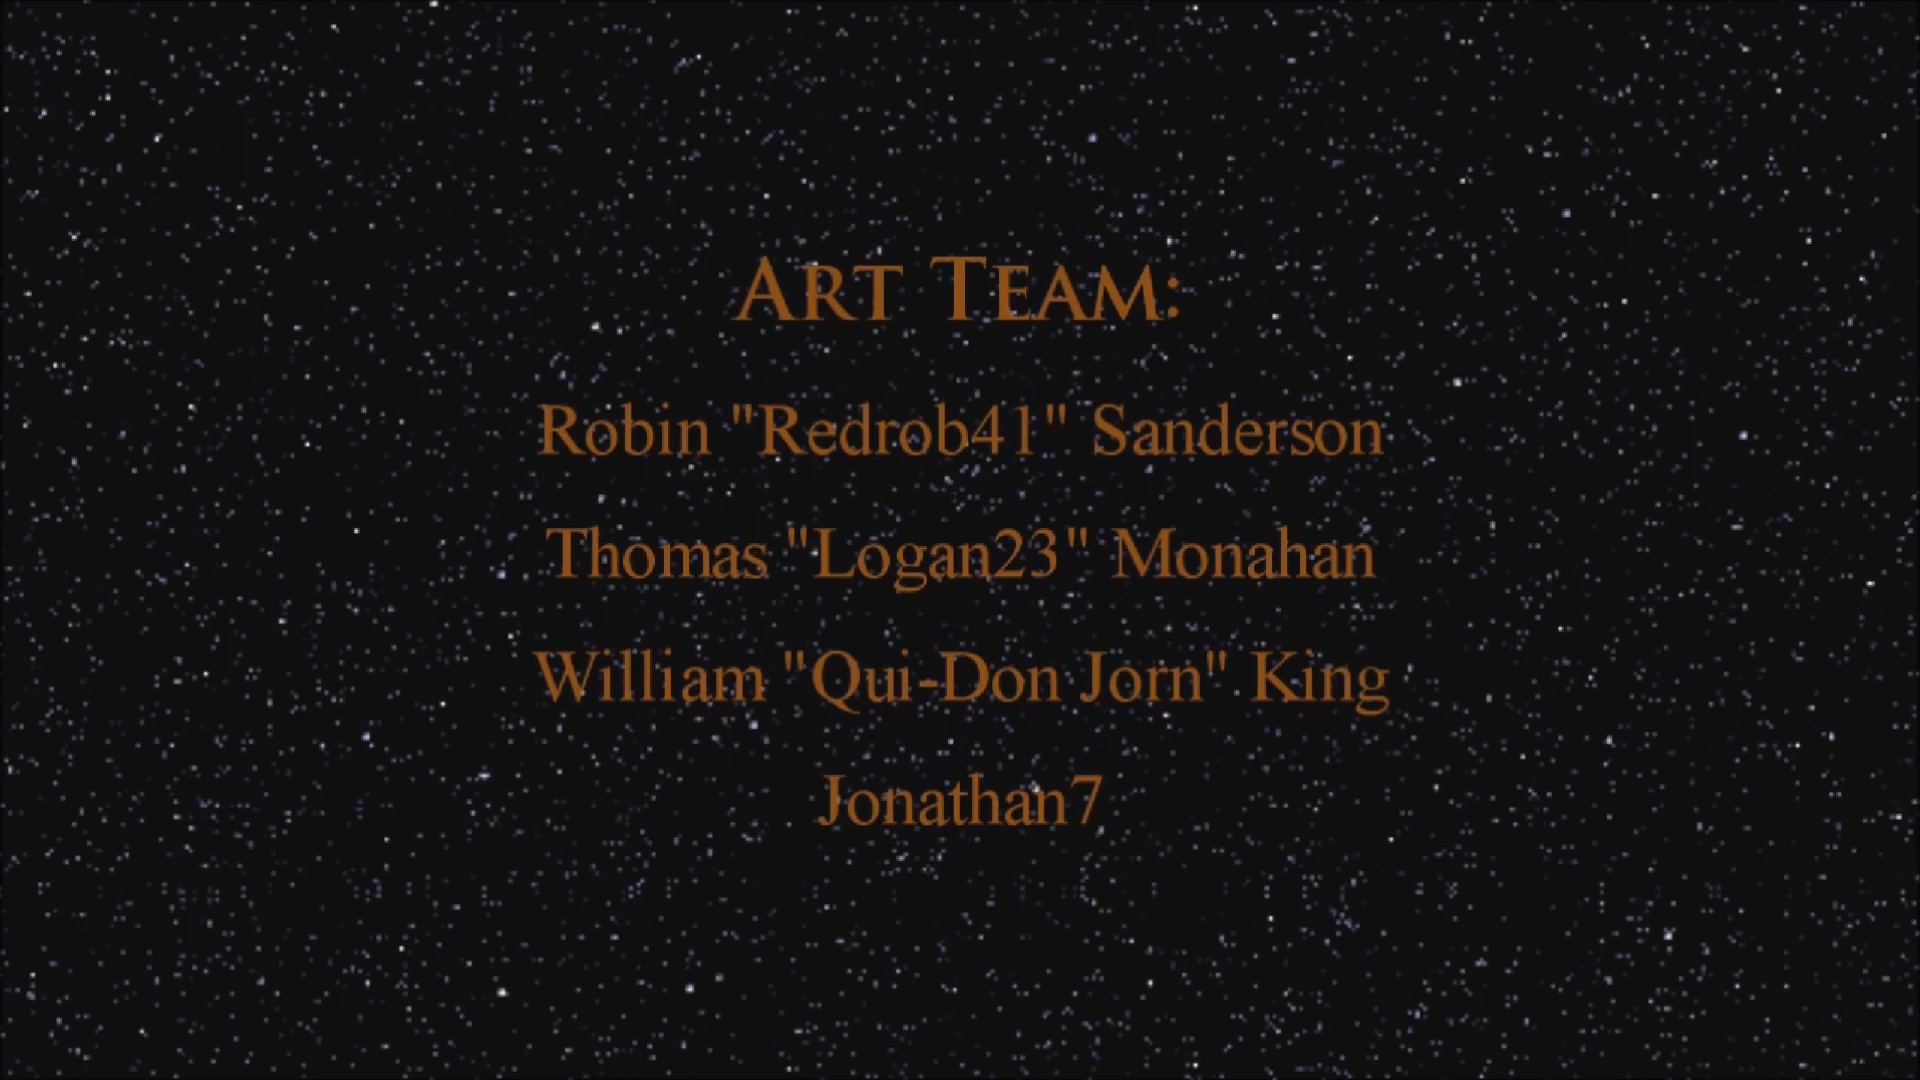 ART TEAM:
Robin "Redrob41" Sanderson
Thomas "Logan23" Monahan
William "Qui-Don Jorn" King
Jonathan7